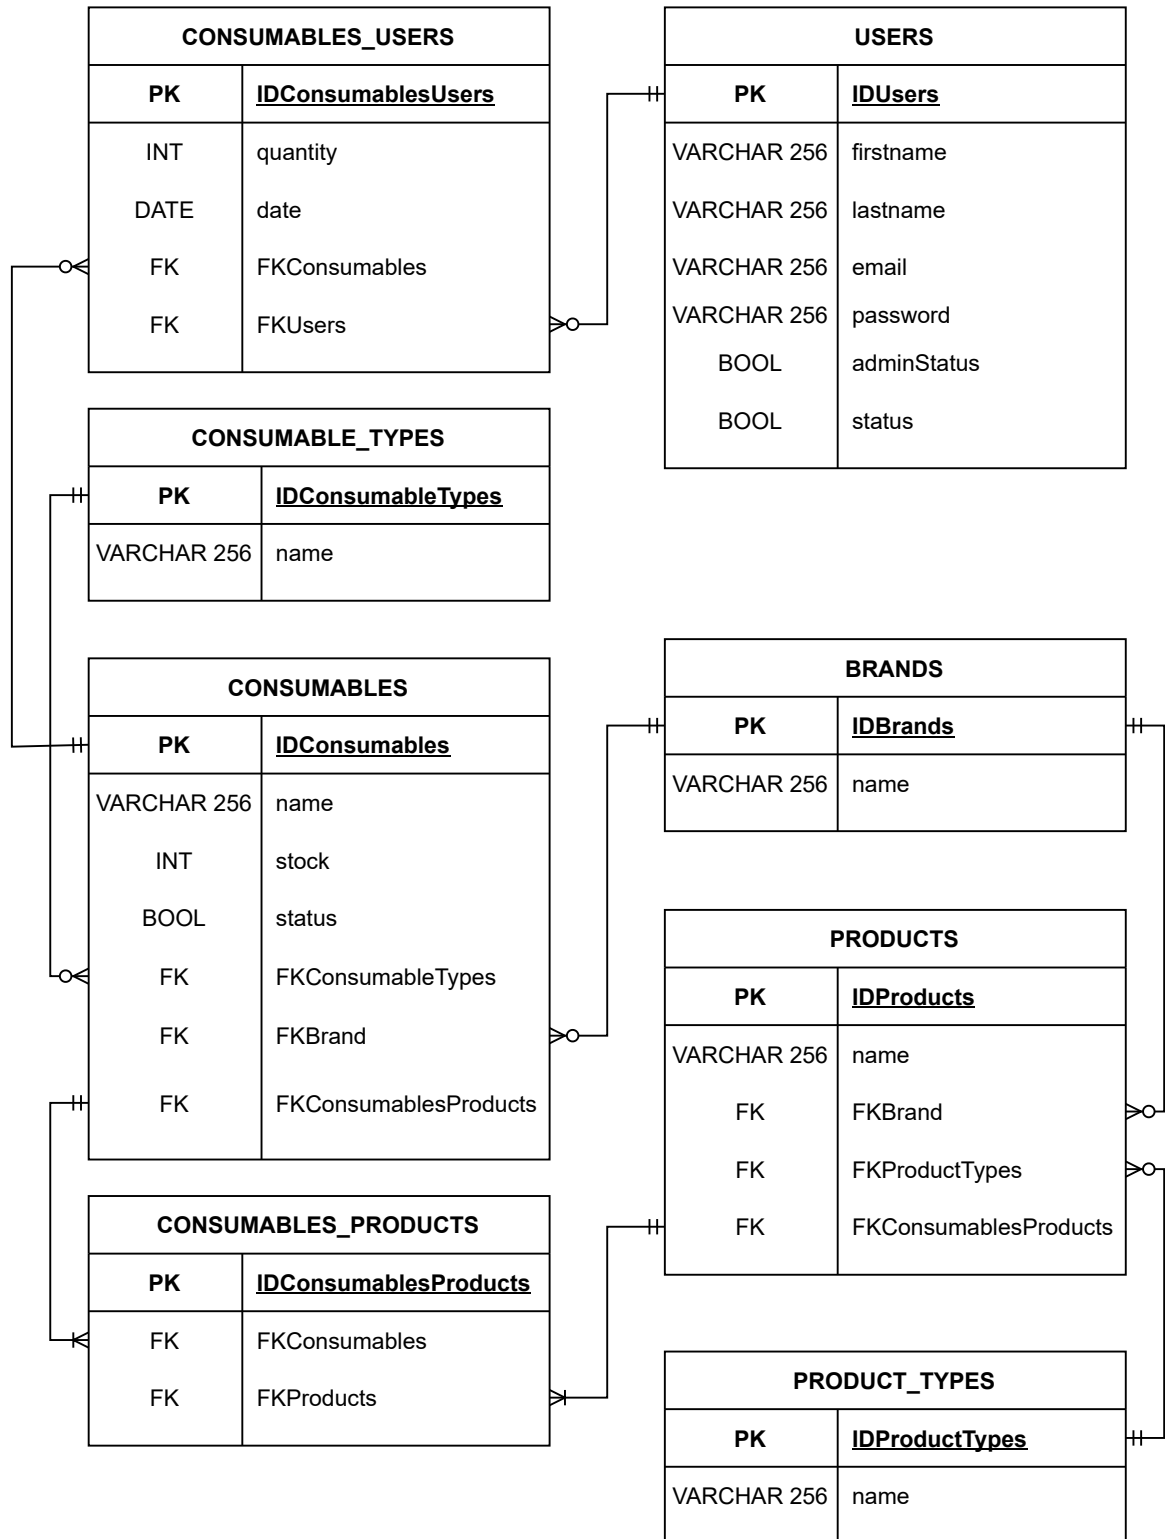 CONSUMABLES_USERS
PK IDConsumablesUsers
INT quantity
DATE date
FK FKConsumables
FK FKUsers
USERS
PK IDUsers
VARCHAR 256 firstname
VARCHAR 256 lastname
VARCHAR 256 email
VARCHAR 256 password
BOOL adminStatus
BOOL status
CONSUMABLE_TYPES
PK IDConsumableTypes
VARCHAR 256 name
CONSUMABLES
PK IDConsumables
VARCHAR 256 name
INT stock
BOOL status
FK FKConsumableTypes
FK FKBrand
FK FKConsumablesProducts
BRANDS
PK IDBrands
VARCHAR 256 name
PRODUCTS
PK IDProducts
VARCHAR 256 name
FK FKBrand
FK FKProductTypes
FK FKConsumablesProducts
CONSUMABLES_PRODUCTS
PK IDConsumablesProducts
FK FKConsumables
FK FKProducts
PRODUCT_TYPES
PK IDProductTypes
VARCHAR 256 name